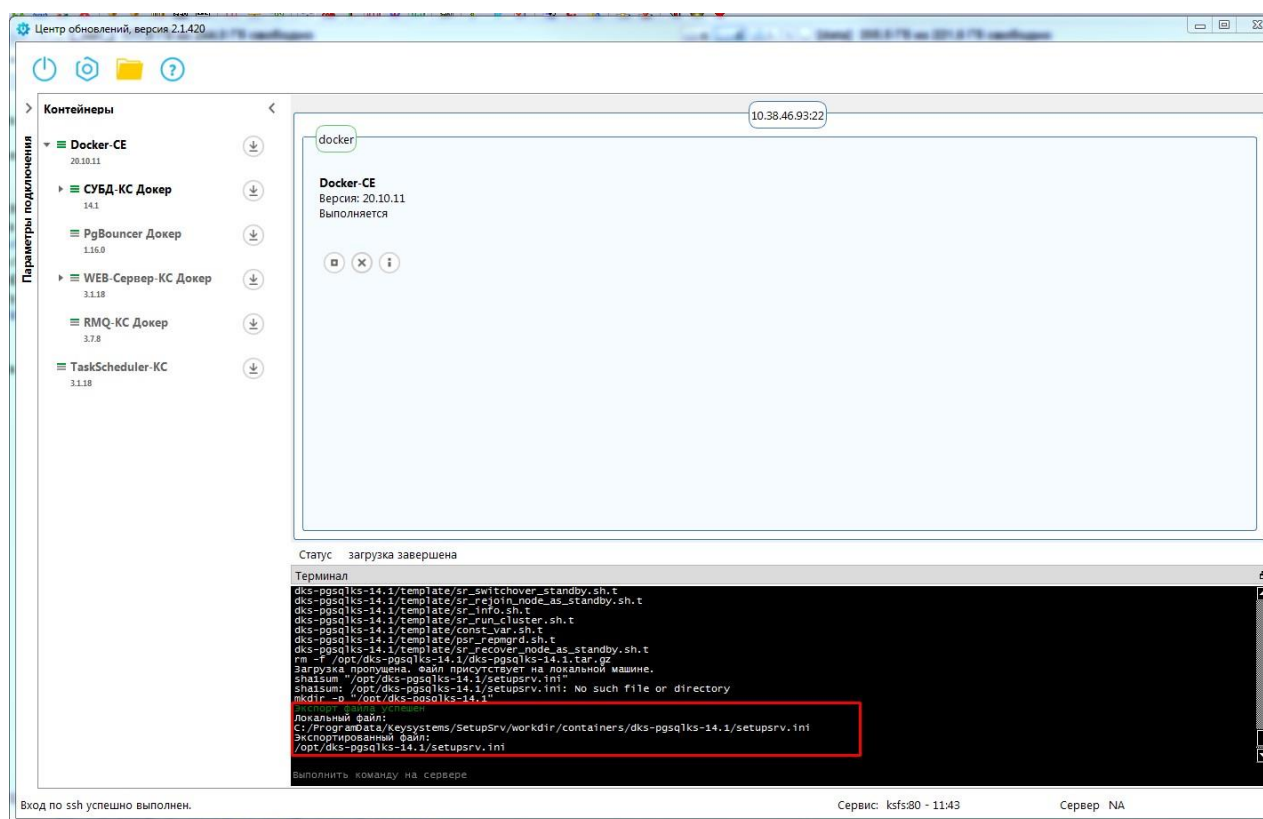 Центр обновлений, версия 2.1.420
Контейнеры
Параметры подключения
Docker-CE
20.10.11
СУБД-КС Докер
14.1
PgBouncer Докер
1.16.0
WEB-Сервер-КС Докер
3.1.18
RMQ-КС Докер
3.7.8
TaskScheduler-КС
3.1.18
10.38.46.93:22
docker
Docker-CE
Версия: 20.10.11
Выполняется
Статус загрузка завершена
Терминал
dks-pgsqlks-14.1/template/sr_switchover_standby.sh.t
dks-pgsqlks-14.1/template/sr_rejoin_node_as_standby.sh.t
dks-pgsqlks-14.1/template/sr_info.sh.t
dks-pgsqlks-14.1/template/sr_run_cluster.sh.t
dks-pgsqlks-14.1/template/const_var.sh.t
dks-pgsqlks-14.1/template/psr_repmgrd.sh.t
dks-pgsqlks-14.1/template/sr_recover_node_as_standby.sh.t
rm -f /opt/dks-pgsqlks-14.1/dks-pgsqlks-14.1.tar.gz
Загрузка пропущена. Файл присутствует на локальной машине.
sha1sum "/opt/dks-pgsqlks-14.1/setupsrv.ini"
sha1sum: /opt/dks-pgsqlks-14.1/setupsrv.ini: No such file or directory
mkdir -p "/opt/dks-pgsqlks-14.1"
Экспорт файла успешен
Локальный файл:
C:/ProgramData/Keysystems/SetupSrv/workdir/containers/dks-pgsqlks-14.1/setupsrv.ini
Экспортированный файл:
/opt/dks-pgsqlks-14.1/setupsrv.ini
Выполнить команду на сервере
Вход по ssh успешно выполнен.
Сервис: ksfs:80 - 11:43
Сервер NA